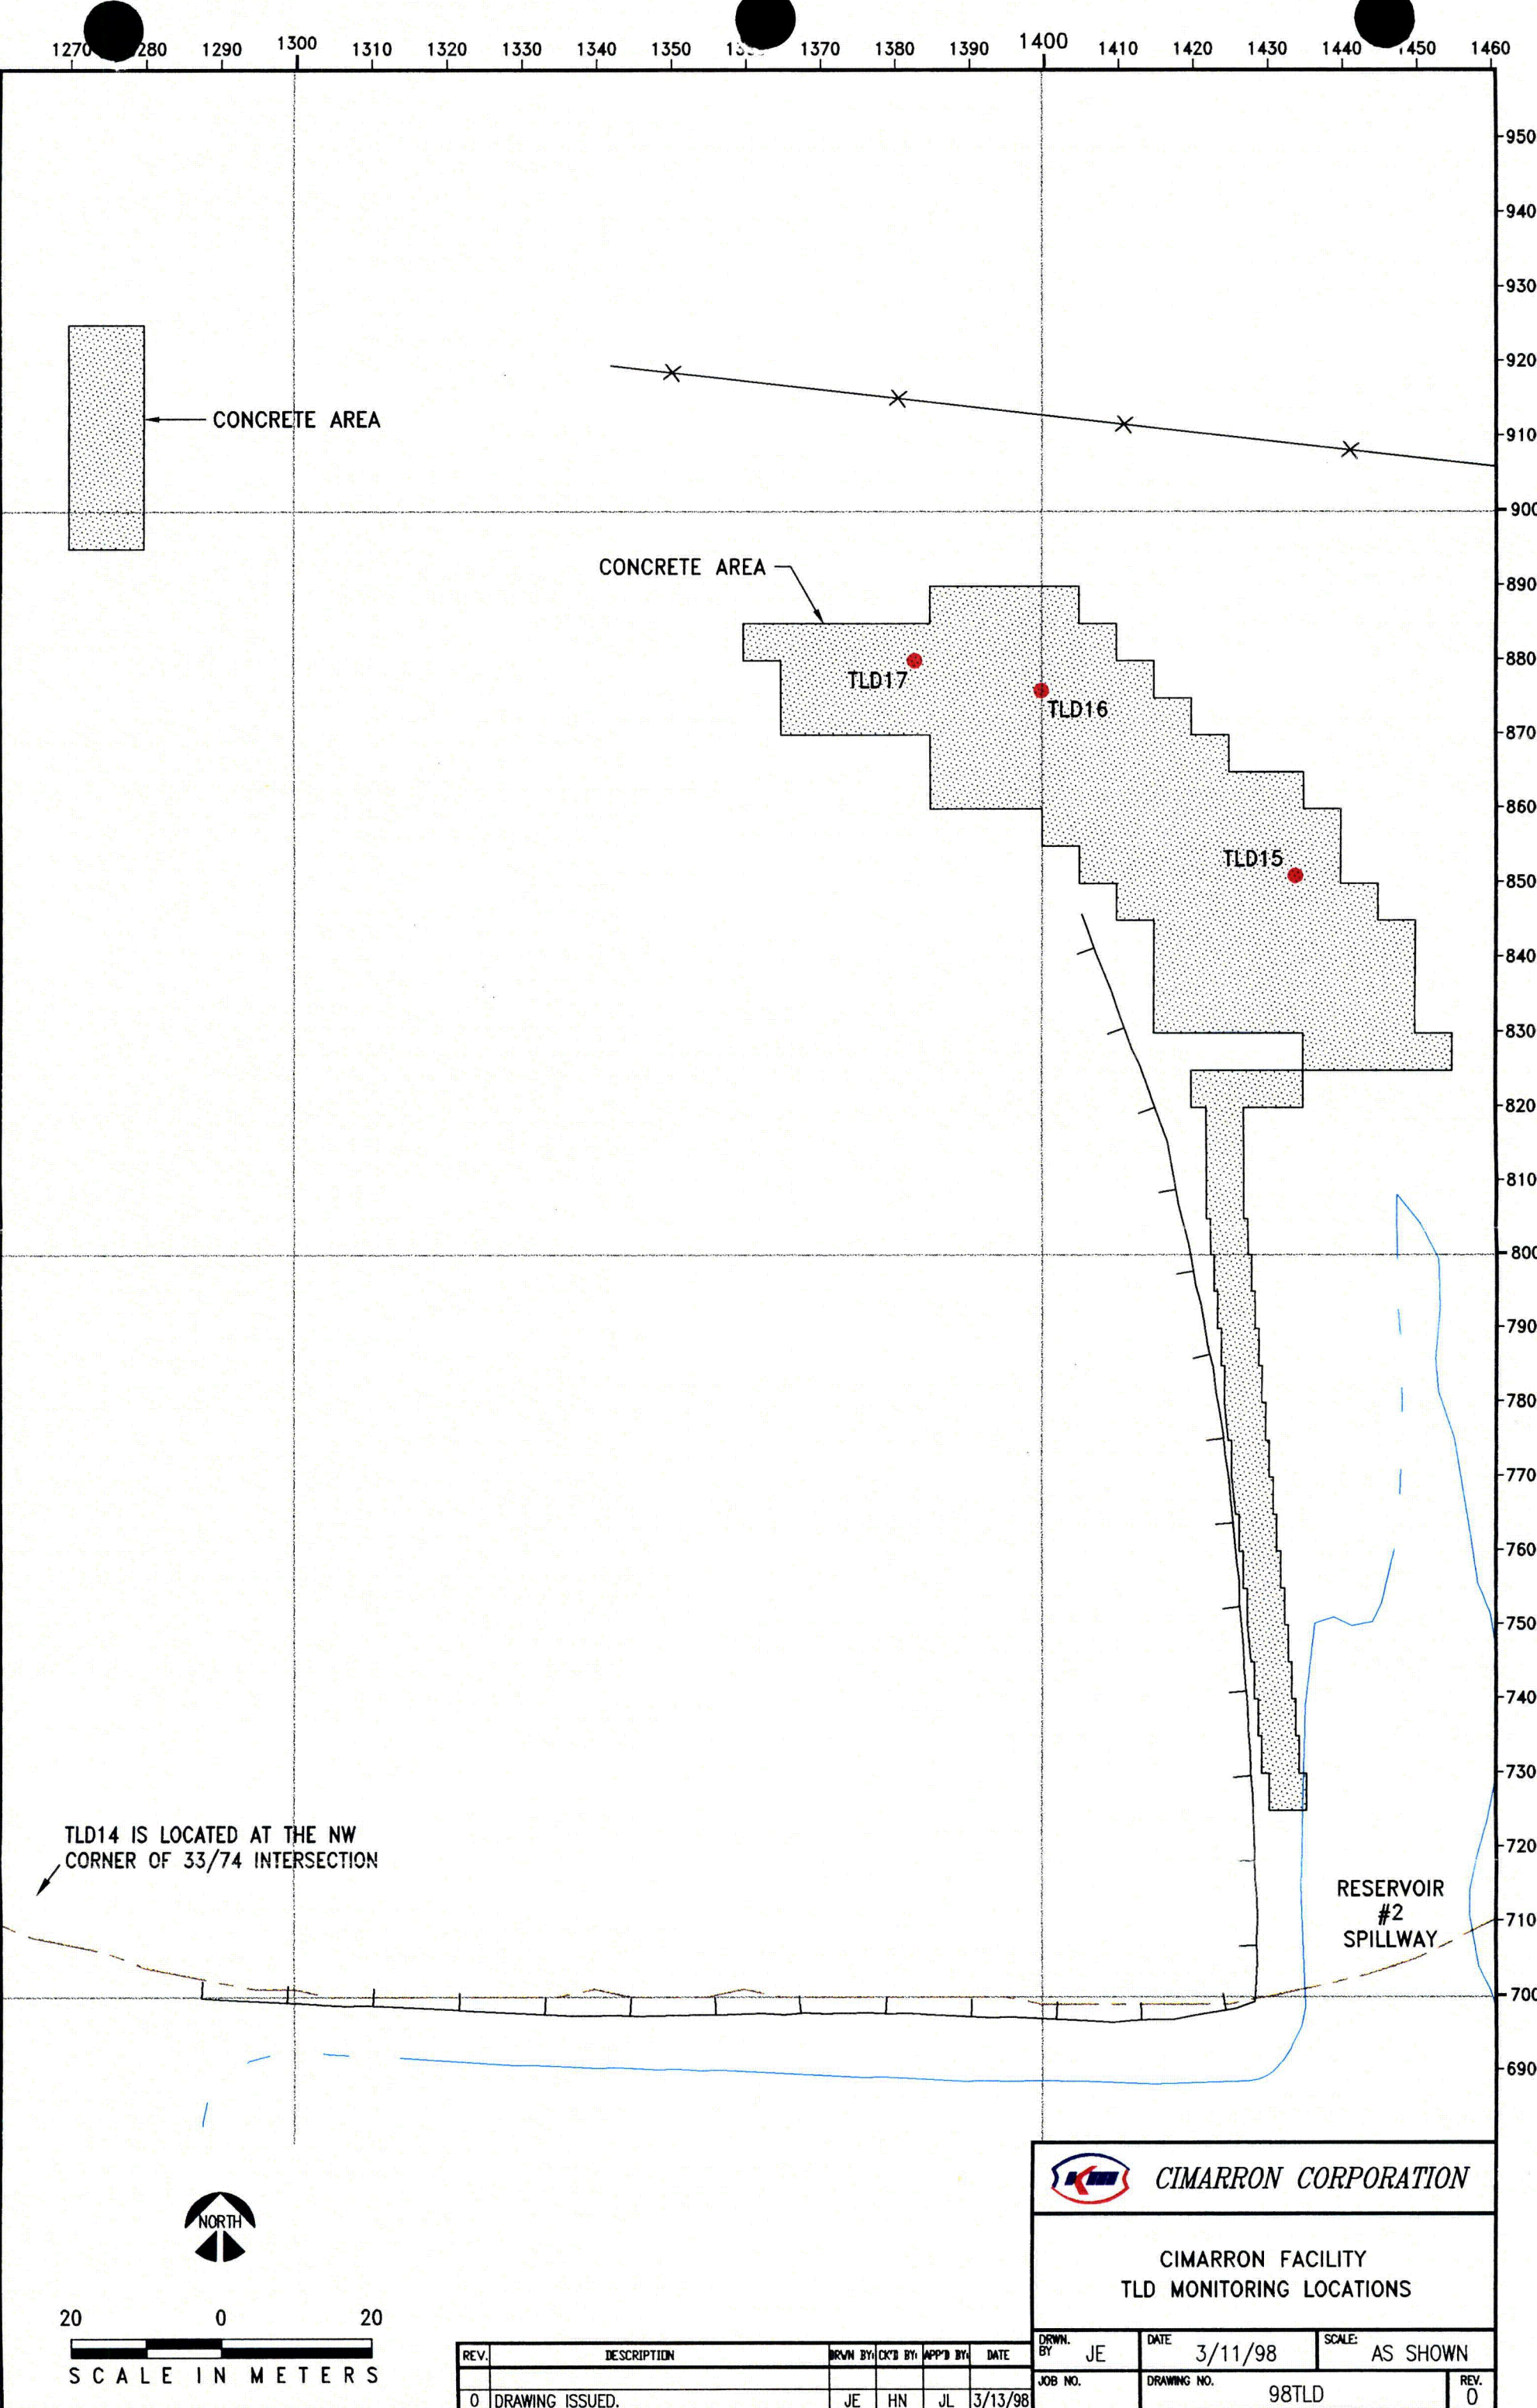 1270 280 1290 1300 1310 1320 1330 1340 1350 1370 1380 1390 1400 1410 1420 1430 1440 1450 1460
950
940
930
920
CONCRETE AREA
910
900
CONCRETE AREA
890
880
TLD17
TLD16
870
860
TLD15
850
840
830
820
810
800
790
780
770
760
750
740
730
TLD14 IS LOCATED AT THE NW
CORNER OF 33/74 INTERSECTION
720
RESERVOIR
#2
SPILLWAY
710
700
690
CIMARRON CORPORATION
NORTH
CIMARRON FACILITY
TLD MONITORING LOCATIONS
20 0 20
SCALE IN METERS
REV. DESCRIPTION DRWN BY: CK'D BY: APP'D BY: DATE
0 DRAWING ISSUED. JE HN JL 3/13/98
DRWN. BY JE
DATE 3/11/98
SCALE: AS SHOWN
JOB NO.
DRAWING NO. 98TLD
REV. 0